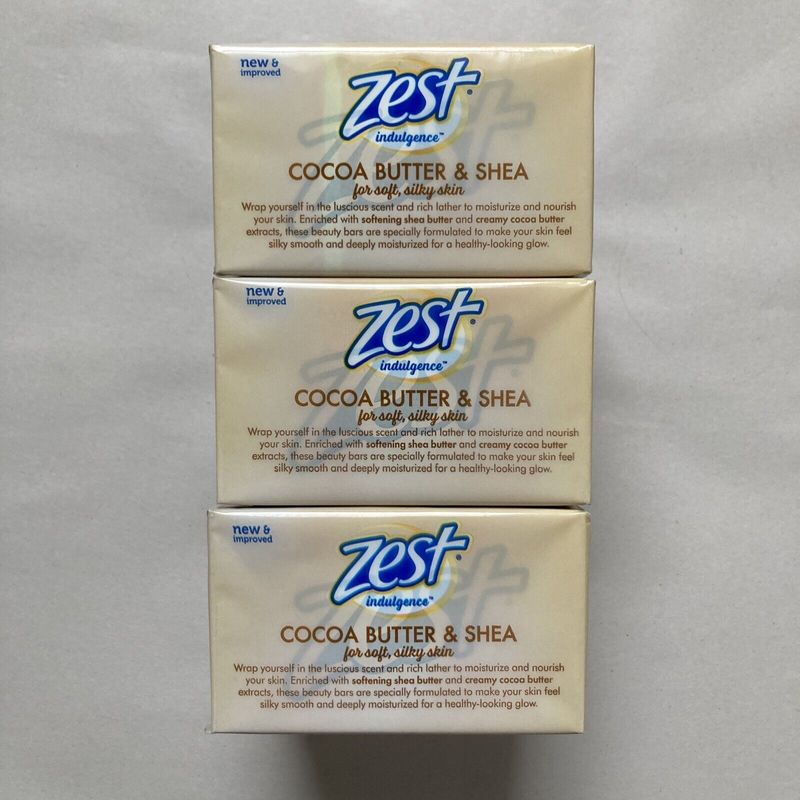 new &
improved
Zest
indulgence™
COCOA BUTTER & SHEA
for soft, silky skin
Wrap yourself in the luscious scent and rich lather to moisturize and nourish
your skin. Enriched with softening shea butter and creamy cocoa butter
extracts, these beauty bars are specially formulated to make your skin feel
silky smooth and deeply moisturized for a healthy-looking glow.
new &
improved
Zest
indulgence™
COCOA BUTTER & SHEA
for soft, silky skin
Wrap yourself in the luscious scent and rich lather to moisturize and nourish
your skin. Enriched with softening shea butter and creamy cocoa butter
extracts, these beauty bars are specially formulated to make your skin feel
silky smooth and deeply moisturized for a healthy-looking glow.
new &
improved
Zest
indulgence™
COCOA BUTTER & SHEA
for soft, silky skin
Wrap yourself in the luscious scent and rich lather to moisturize and nourish
your skin. Enriched with softening shea butter and creamy cocoa butter
extracts, these beauty bars are specially formulated to make your skin feel
silky smooth and deeply moisturized for a healthy-looking glow.